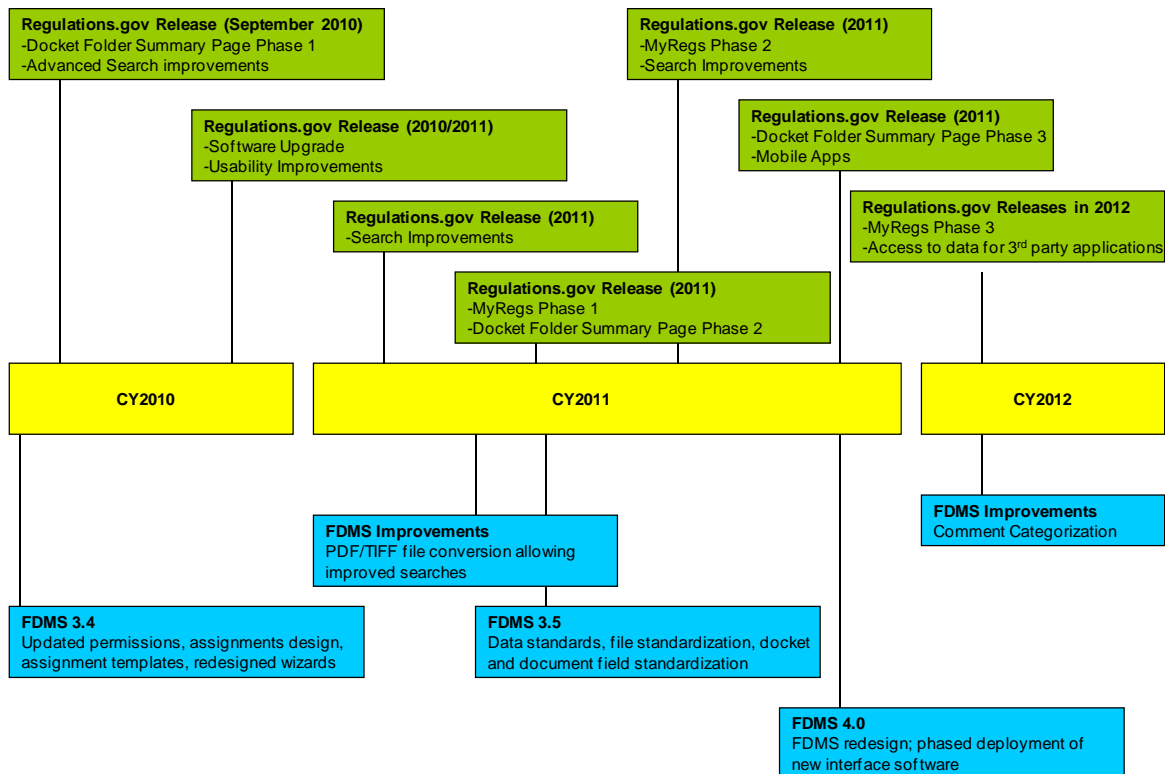 Regulations.gov Release (September 2010)
-Docket Folder Summary Page Phase 1
-Advanced Search improvements
Regulations.gov Release (2011)
-MyRegs Phase 2
-Search Improvements
Regulations.gov Release (2010/2011)
-Software Upgrade
-Usability Improvements
Regulations.gov Release (2011)
-Docket Folder Summary Page Phase 3
-Mobile Apps
Regulations.gov Release (2011)
-Search Improvements
Regulations.gov Releases in 2012
-MyRegs Phase 3
-Access to data for 3rd party applications
Regulations.gov Release (2011)
-MyRegs Phase 1
-Docket Folder Summary Page Phase 2
CY2010
CY2011
CY2012
FDMS Improvements
PDF/TIFF file conversion allowing
improved searches
FDMS Improvements
Comment Categorization
FDMS 3.4
Updated permissions, assignments design,
assignment templates, redesigned wizards
FDMS 3.5
Data standards, file standardization, docket
and document field standardization
FDMS 4.0
FDMS redesign; phased deployment of
new interface software